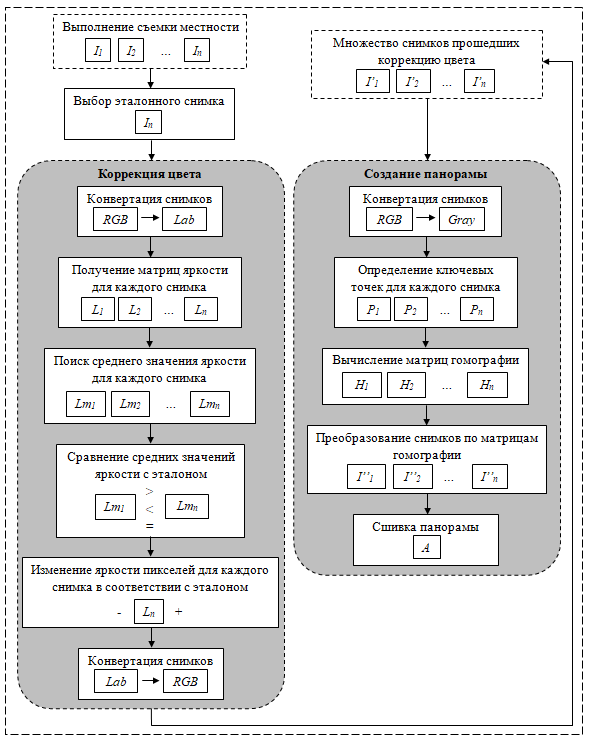 Выполнение съемки местности
I1 I2 ... In
Выбор эталонного снимка
In
Коррекция цвета
Конвертация снимков
RGB Lab
Получение матриц яркости
для каждого снимка
L1 L2 ... Ln
Поиск среднего значения яркости
для каждого снимка
Lm1 Lm2 ... Lmn
Сравнение средних значений
яркости с эталоном
>
Lm1 < Lmn
=
Изменение яркости пикселей для каждого
снимка в соответствии с эталоном
- Ln +
Конвертация снимков
Lab RGB
Множество снимков прошедших
коррекцию цвета
I'1 I'2 ... I'n
Создание панорамы
Конвертация снимков
RGB Gray
Определение ключевых
точек для каждого снимка
P1 P2 ... Pn
Вычисление матриц гомографии
H1 H2 ... Hn
Преобразование снимков по матрицам
гомографии
I''1 I''2 ... I''n
Сшивка панорамы
A